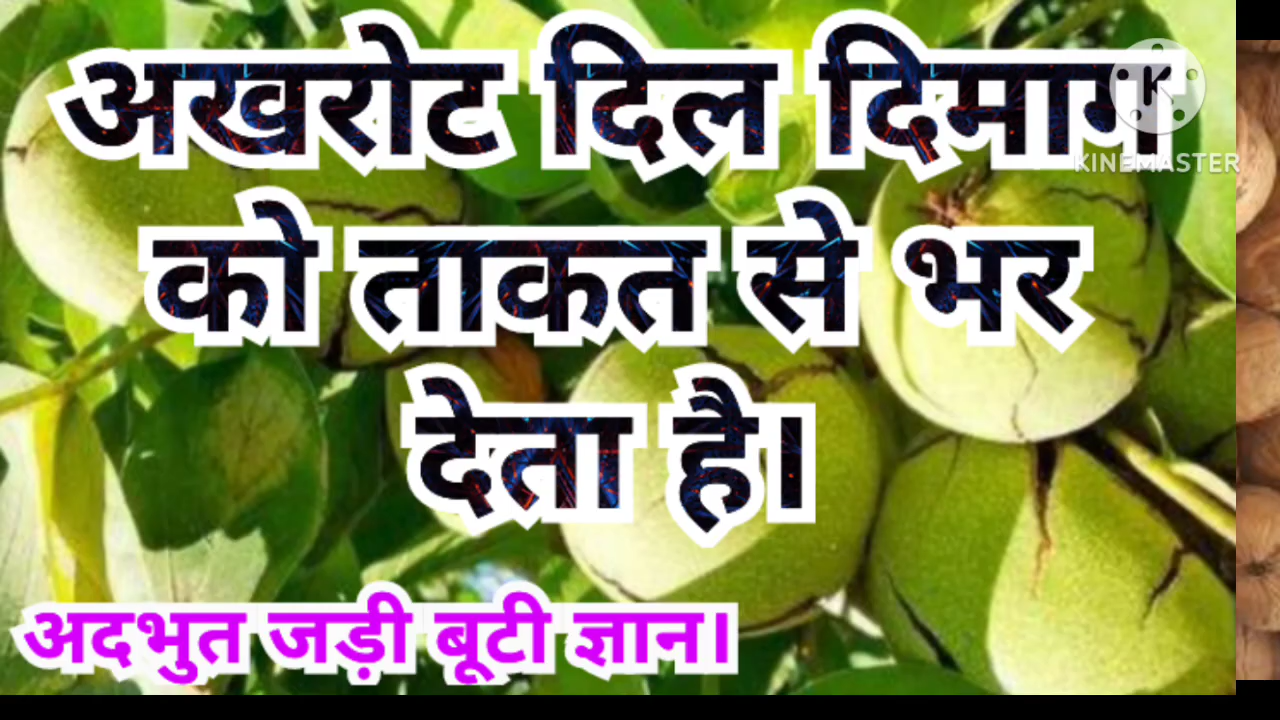 अखरोट दिल दिमाग
को ताकत से भर
देता है।
अदभुत जड़ी बूटी ज्ञान।
KINEMASTER